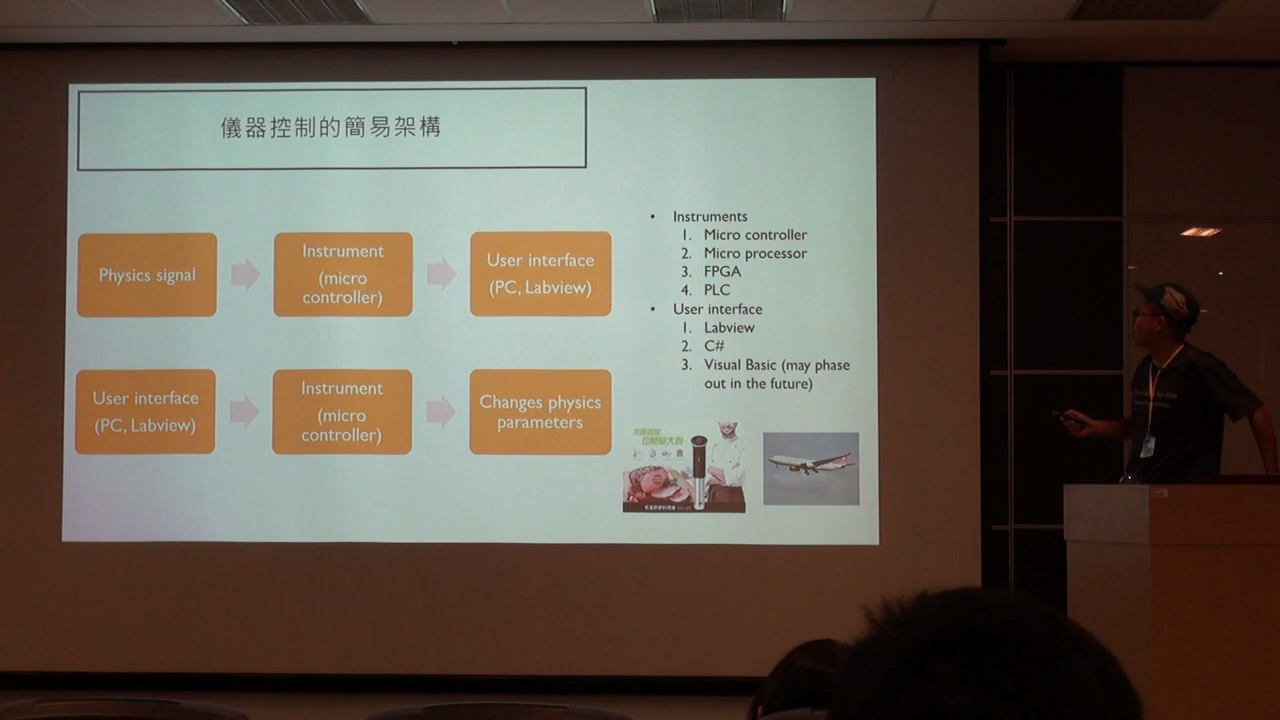 儀器控制的簡易架構
Physics signal
Instrument
(micro
controller)
User interface
(PC, Labview)
User interface
(PC, Labview)
Instrument
(micro
controller)
Changes physics
parameters
• Instruments
1. Micro controller
2. Micro processor
3. FPGA
4. PLC
• User interface
1. Labview
2. C#
3. Visual Basic (may phase
out in the future)